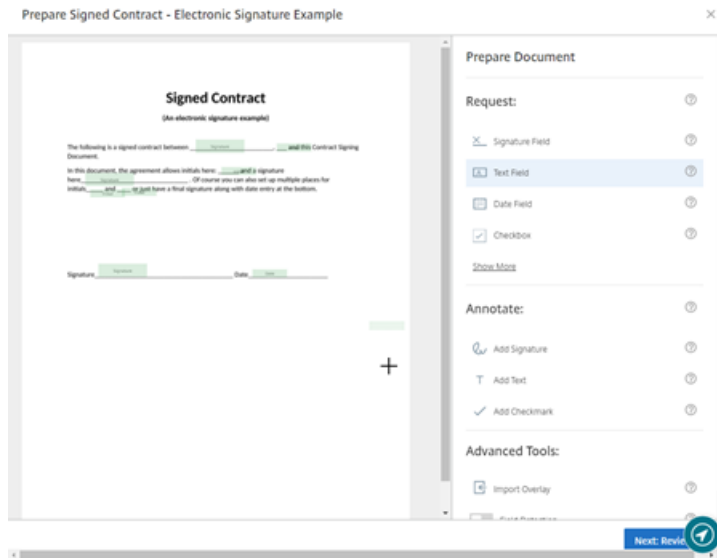 Prepare Signed Contract - Electronic Signature Example
Prepare Document
Signed Contract
(An electronic signature example)
The following is a signed contract between Signature , and this Contract Signing
Document.
In this document, the agreement allows initials here: and a signature
here Signature . Of course you can also set up multiple places for
initials and or just have a final signature along with date entry at the bottom.
Signature Signature Date Date
Request:
Signature Field
Text Field
Date Field
Checkbox
Show More
Annotate:
Add Signature
T Add Text
Add Checkmark
Advanced Tools:
Import Overlay
Next: Revie